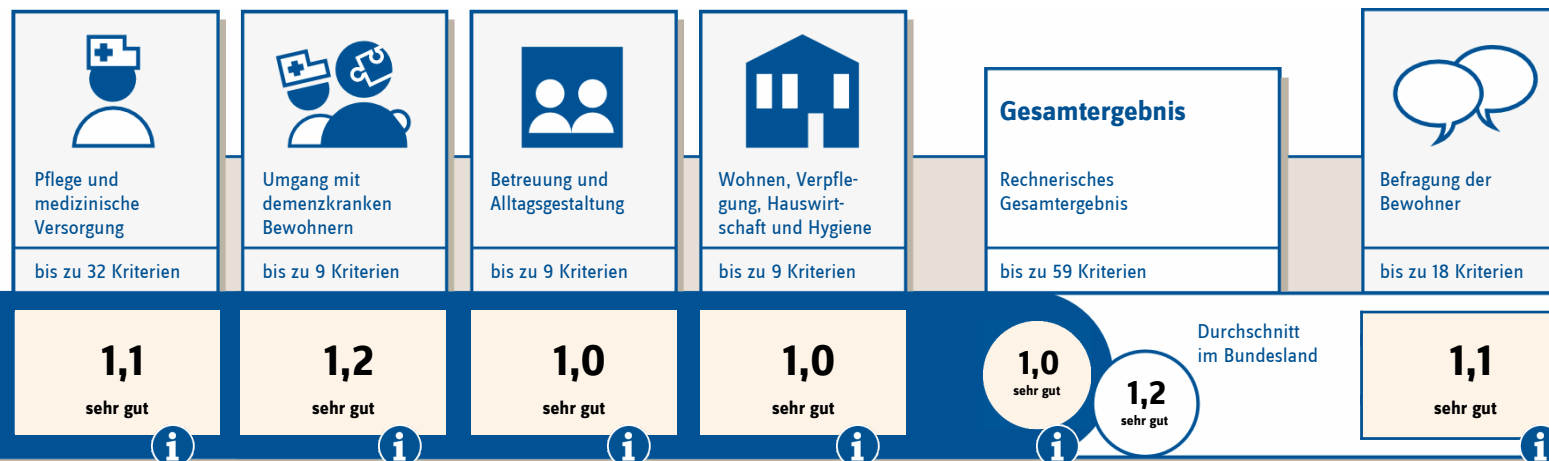 Pflege und
medizinische
Versorgung
bis zu 32 Kriterien
1,1
sehr gut
Umgang mit
demenzkranken
Bewohnern
bis zu 9 Kriterien
1,2
sehr gut
Betreuung und
Alltagsgestaltung
bis zu 9 Kriterien
1,0
sehr gut
Wohnen, Verpfle-
gung, Hauswirt-
schaft und Hygiene
bis zu 9 Kriterien
1,0
sehr gut
Gesamtergebnis
Rechnerisches
Gesamtergebnis
bis zu 59 Kriterien
1,0
sehr gut
Durchschnitt
im Bundesland
1,2
sehr gut
Befragung der
Bewohner
bis zu 18 Kriterien
1,1
sehr gut